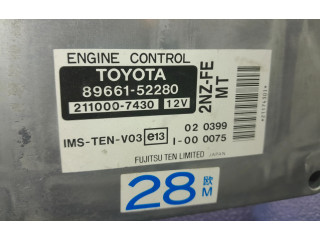 ENGINE CONTROL
TOYOTA
89661-52280
211000-7430 12V
2NZ-FE
MT
IMS-TEN-V03 e13
02 0399
I-00 0075
FUJITSU TEN LIMITED JAPAN
28 欧
M